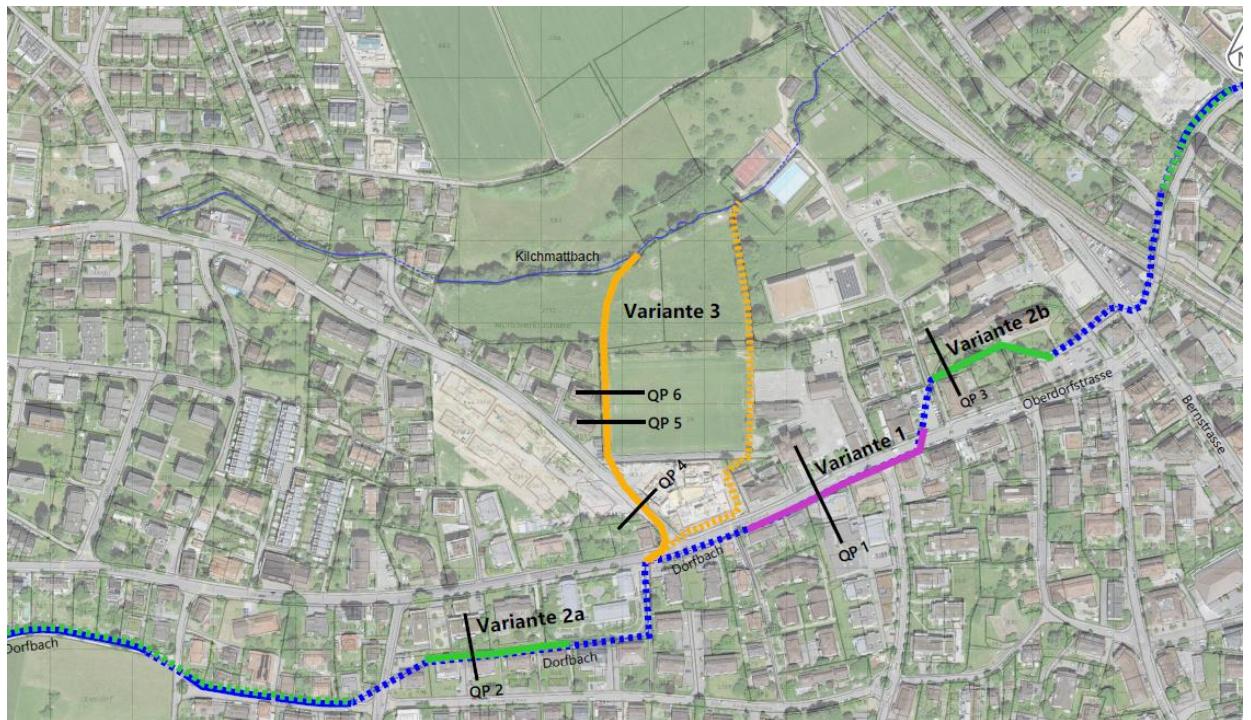 N
Kilchmattbach
Variante 3
Variante 2b
QP 6
QP 3
Oberdorfstrasse
QP 5
Variante 1
Bernstrasse
QP 4
QP 1
Dorfbach
Variante 2a
Dorfbach
Dorfbach
QP 2